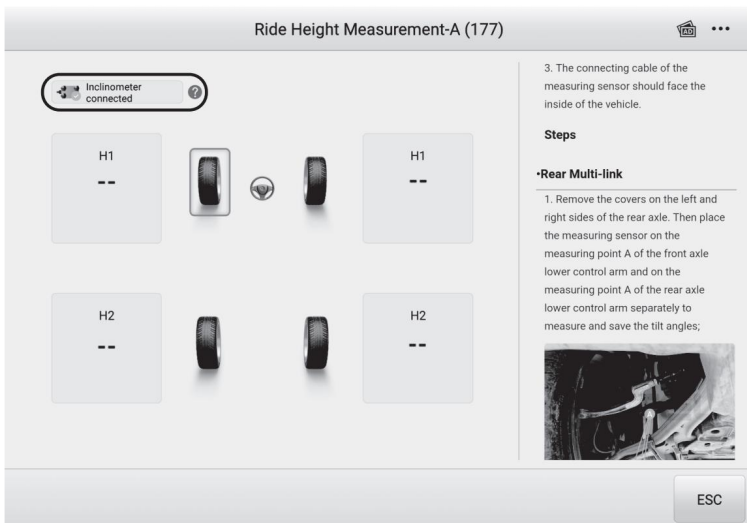 Ride Height Measurement-A (177)
AD
Inclinometer
connected
?
H1
--
H1
--
H2
--
H2
--
3. The connecting cable of the
measuring sensor should face the
inside of the vehicle.
Steps
•Rear Multi-link
1. Remove the covers on the left and
right sides of the rear axle. Then place
the measuring sensor on the
measuring point A of the front axle
lower control arm and on the
measuring point A of the rear axle
lower control arm separately to
measure and save the tilt angles;
A
ESC